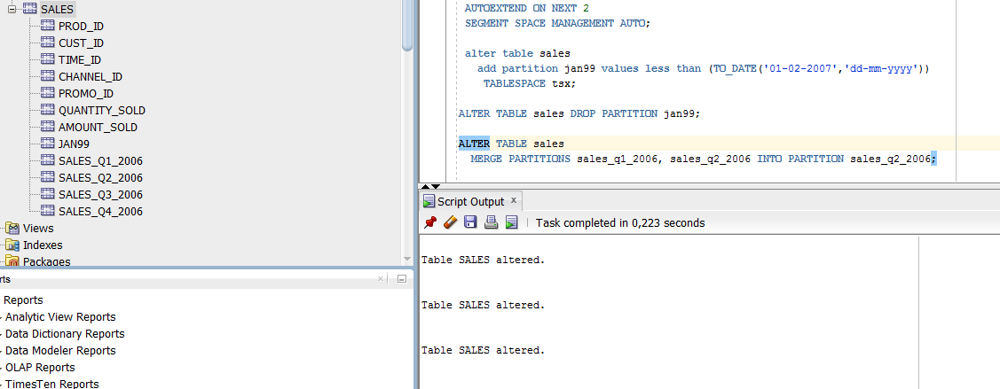 SALES
PROD_ID
CUST_ID
TIME_ID
CHANNEL_ID
PROMO_ID
QUANTITY_SOLD
AMOUNT_SOLD
JAN99
SALES_Q1_2006
SALES_Q2_2006
SALES_Q3_2006
SALES_Q4_2006
Views
Indexes
Packages
rts
Reports
Analytic View Reports
Data Dictionary Reports
Data Modeler Reports
OLAP Reports
TimesTen Reports
AUTOEXTEND ON NEXT 2
SEGMENT SPACE MANAGEMENT AUTO;
alter table sales
add partition jan99 values less than (TO_DATE('01-02-2007','dd-mm-yyyy'))
TABLESPACE tsx;
ALTER TABLE sales DROP PARTITION jan99;
ALTER TABLE sales
MERGE PARTITIONS sales_q1_2006, sales_q2_2006 INTO PARTITION sales_q2_2006;
Script Output x
Task completed in 0,223 seconds
Table SALES altered.
Table SALES altered.
Table SALES altered.